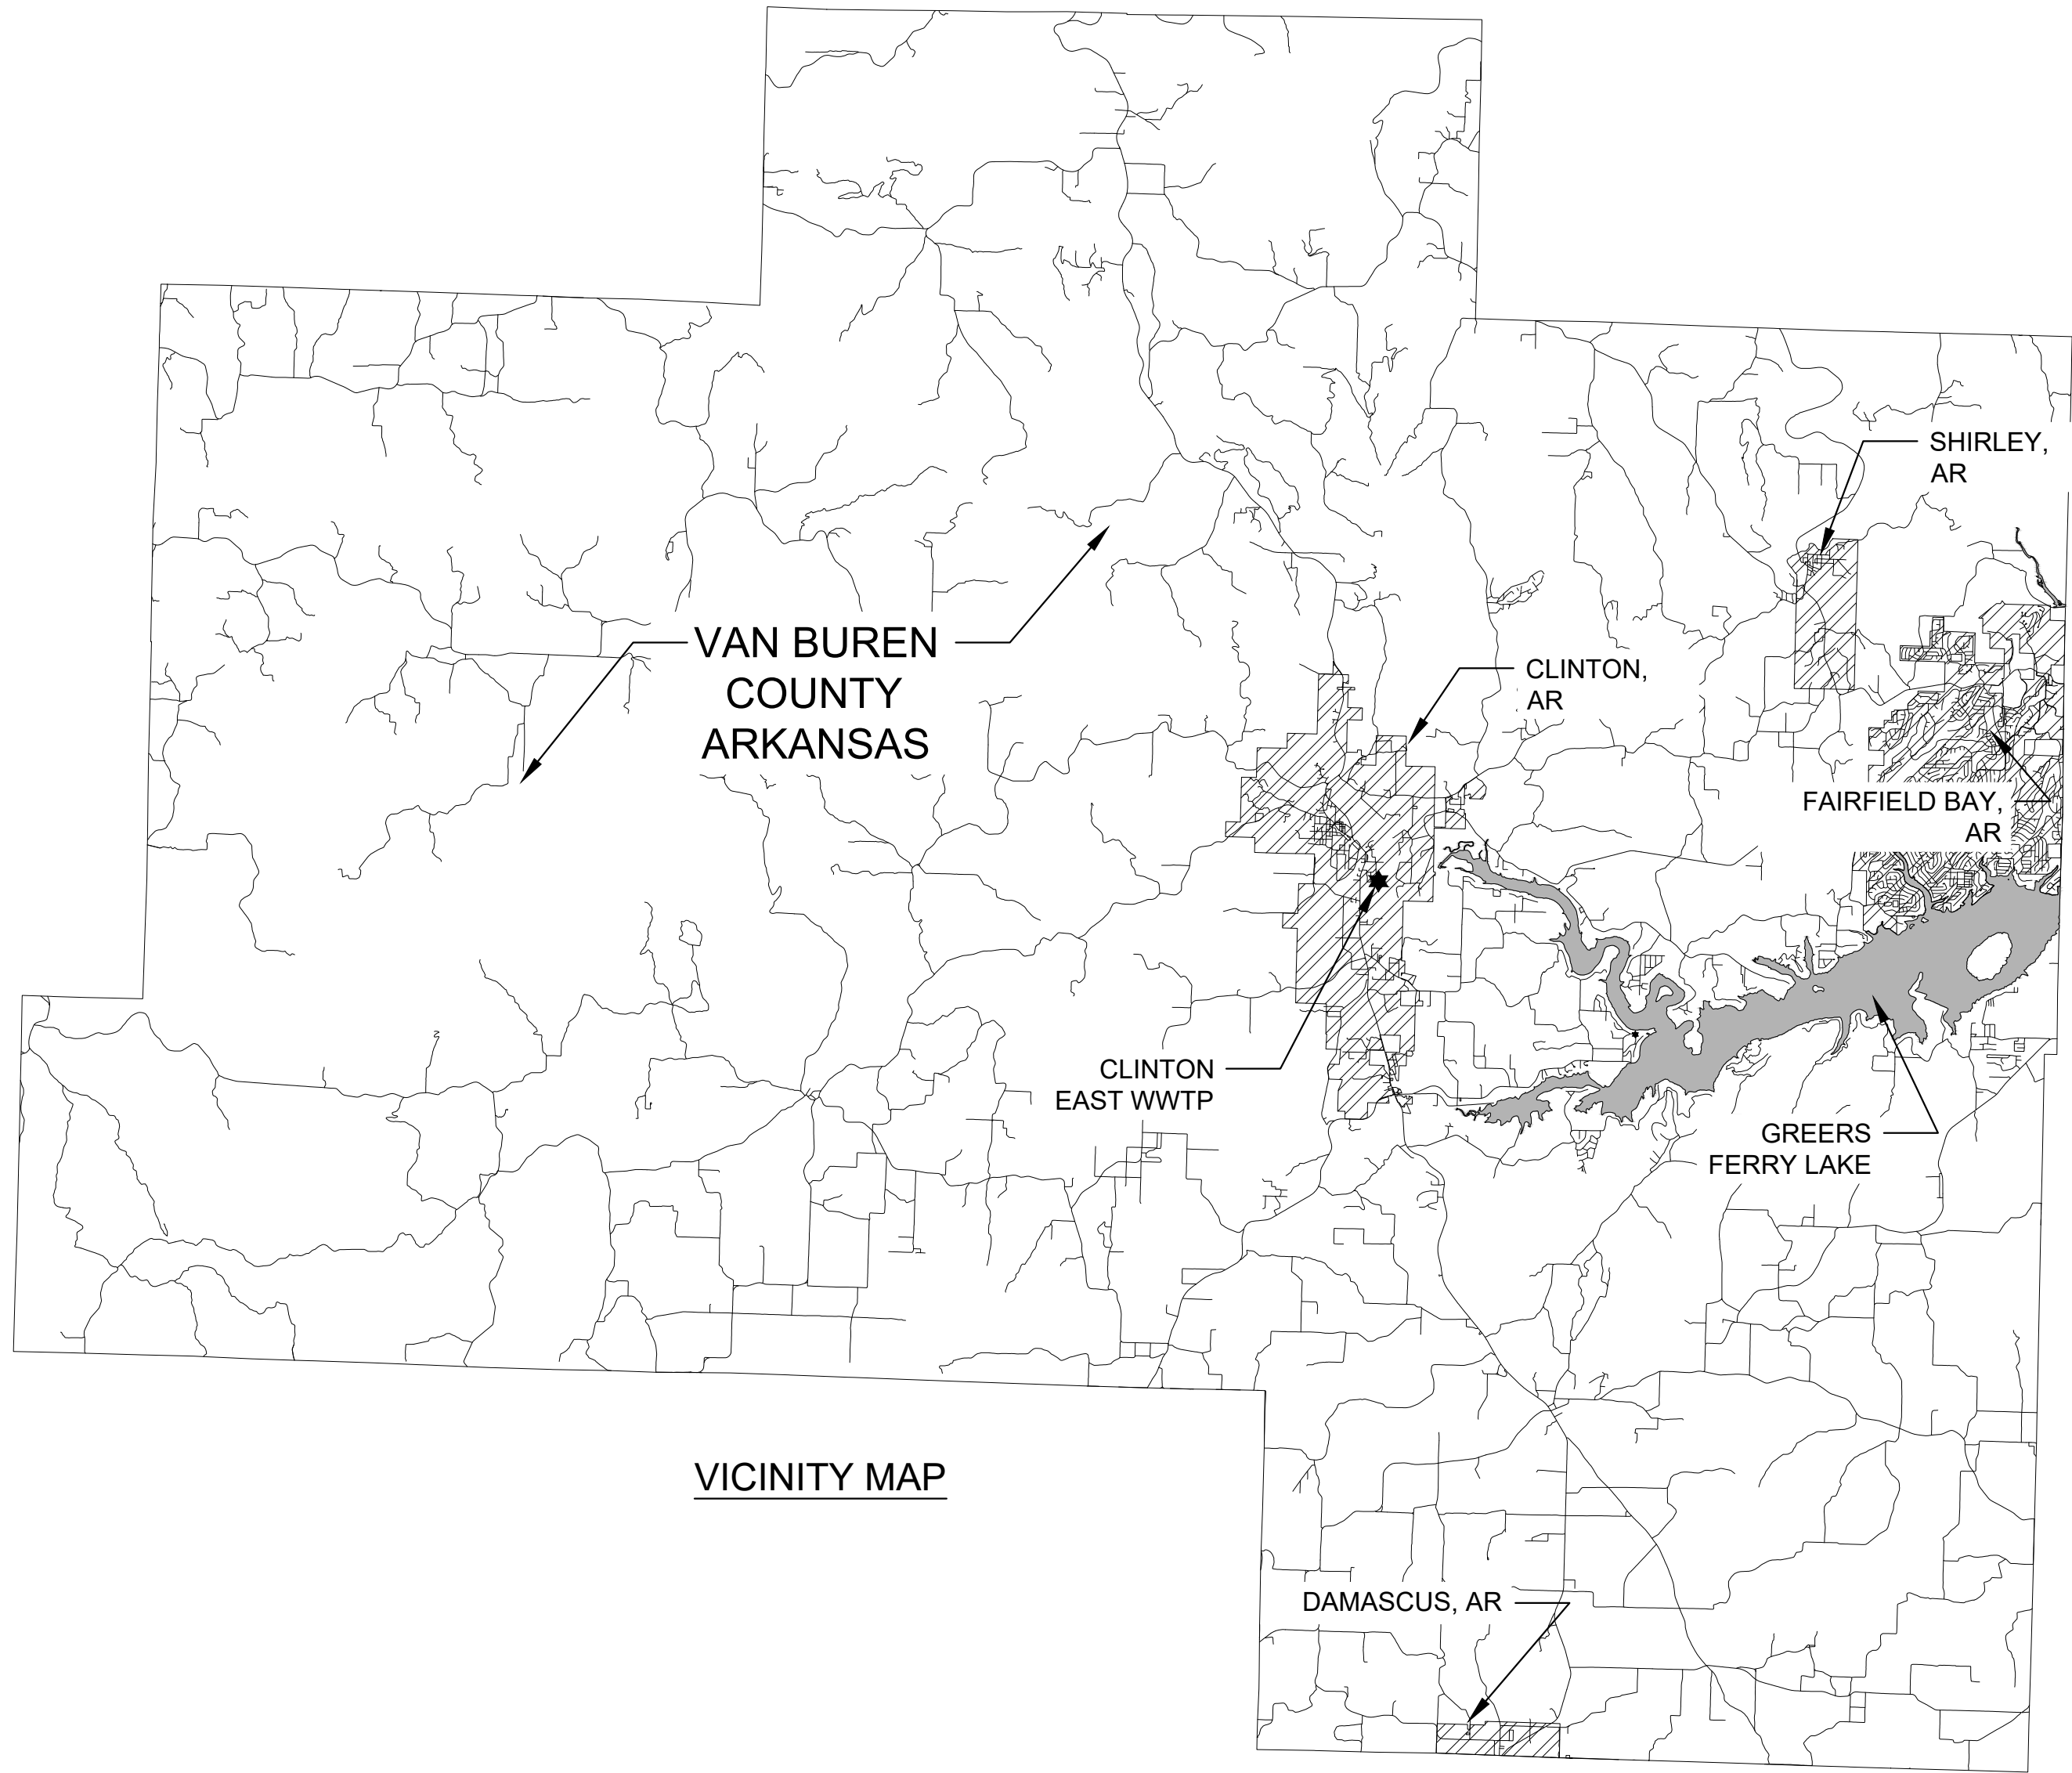 SHIRLEY,
AR
VAN BUREN
COUNTY
ARKANSAS
CLINTON,
AR
FAIRFIELD BAY,
AR
CLINTON
EAST WWTP
GREERS
FERRY LAKE
VICINITY MAP
DAMASCUS, AR